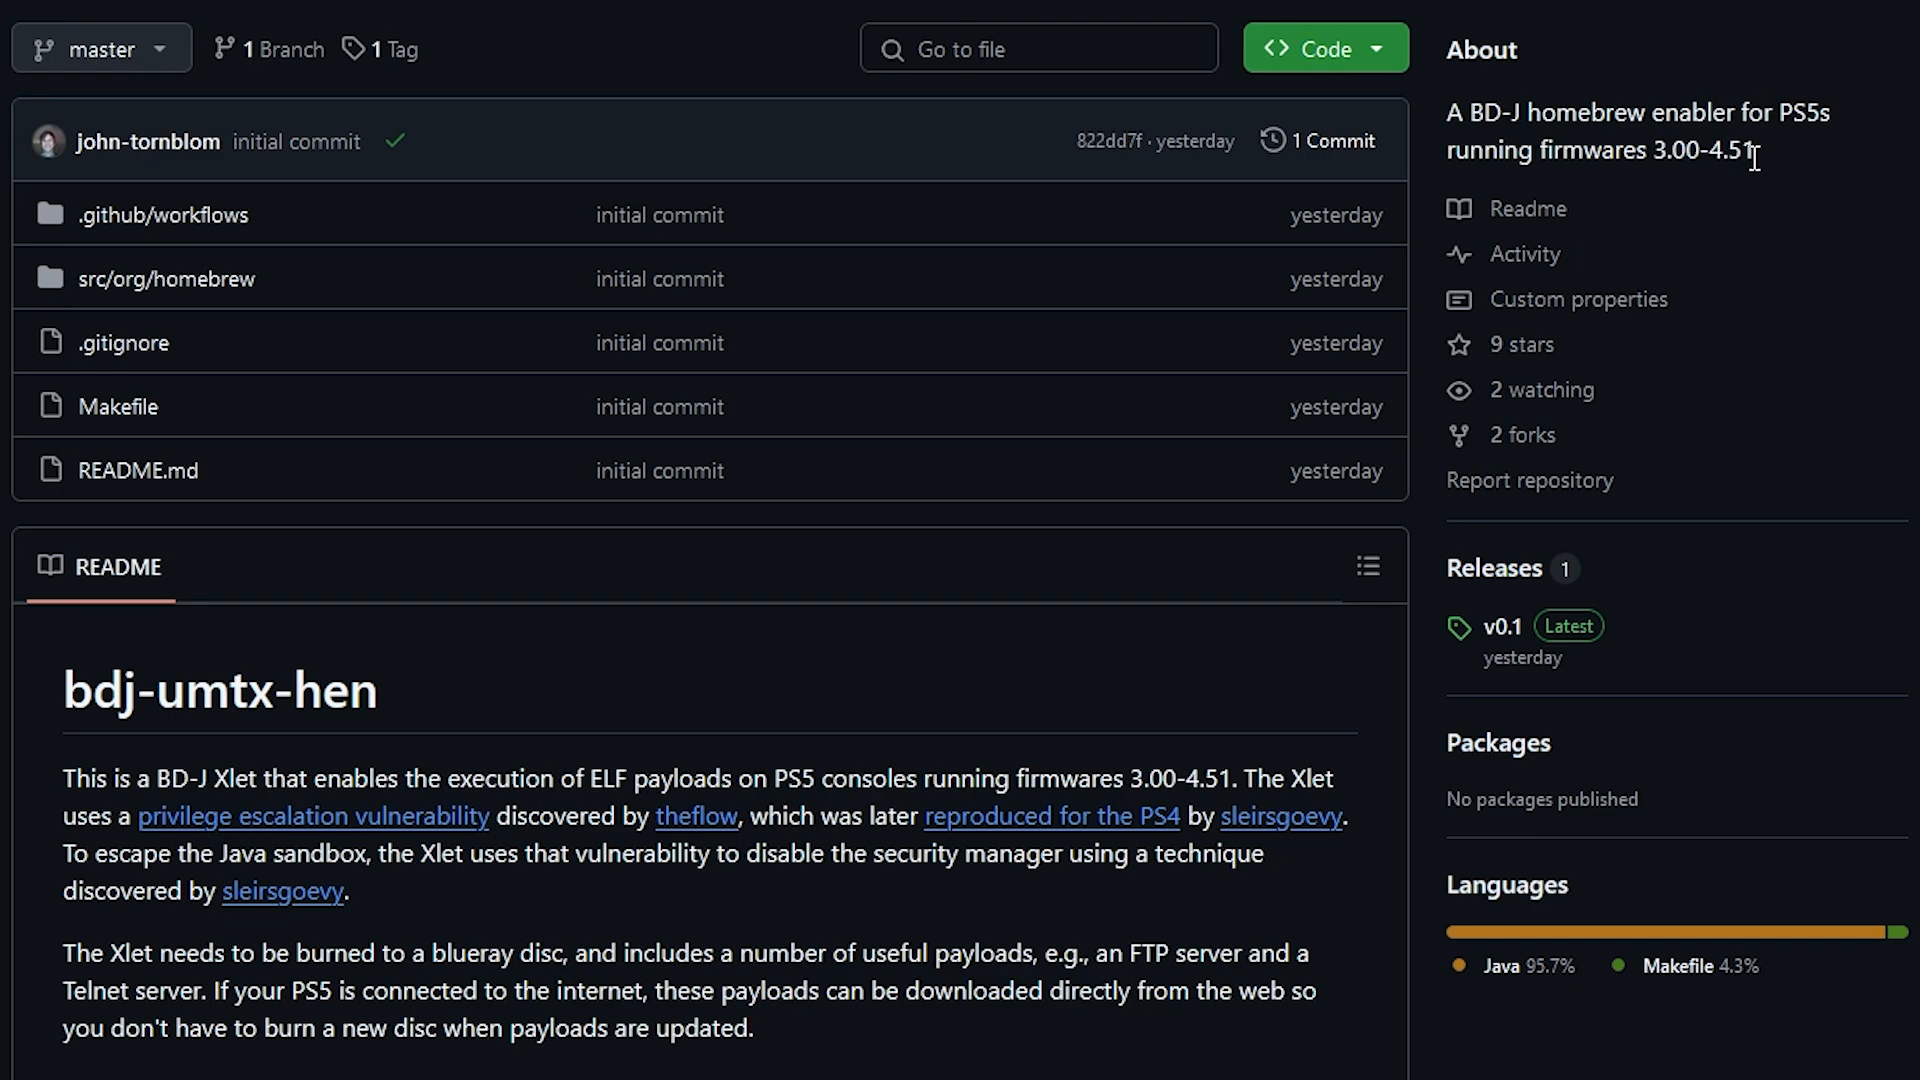 master
1 Branch
1 Tag
Go to file
Code
john-tornblom initial commit
822dd7f · yesterday
1 Commit
.github/workflows initial commit yesterday
src/org/homebrew initial commit yesterday
.gitignore initial commit yesterday
Makefile initial commit yesterday
README.md initial commit yesterday
README
bdj-umtx-hen
This is a BD-J Xlet that enables the execution of ELF payloads on PS5 consoles running firmwares 3.00-4.51. The Xlet
uses a privilege escalation vulnerability discovered by theflow, which was later reproduced for the PS4 by sleirsgoevy.
To escape the Java sandbox, the Xlet uses that vulnerability to disable the security manager using a technique
discovered by sleirsgoevy.
The Xlet needs to be burned to a blueray disc, and includes a number of useful payloads, e.g., an FTP server and a
Telnet server. If your PS5 is connected to the internet, these payloads can be downloaded directly from the web so
you don't have to burn a new disc when payloads are updated.
About
A BD-J homebrew enabler for PS5s
running firmwares 3.00-4.51
Readme
Activity
Custom properties
9 stars
2 watching
2 forks
Report repository
Releases 1
v0.1 Latest
yesterday
Packages
No packages published
Languages
Java 95.7% Makefile 4.3%